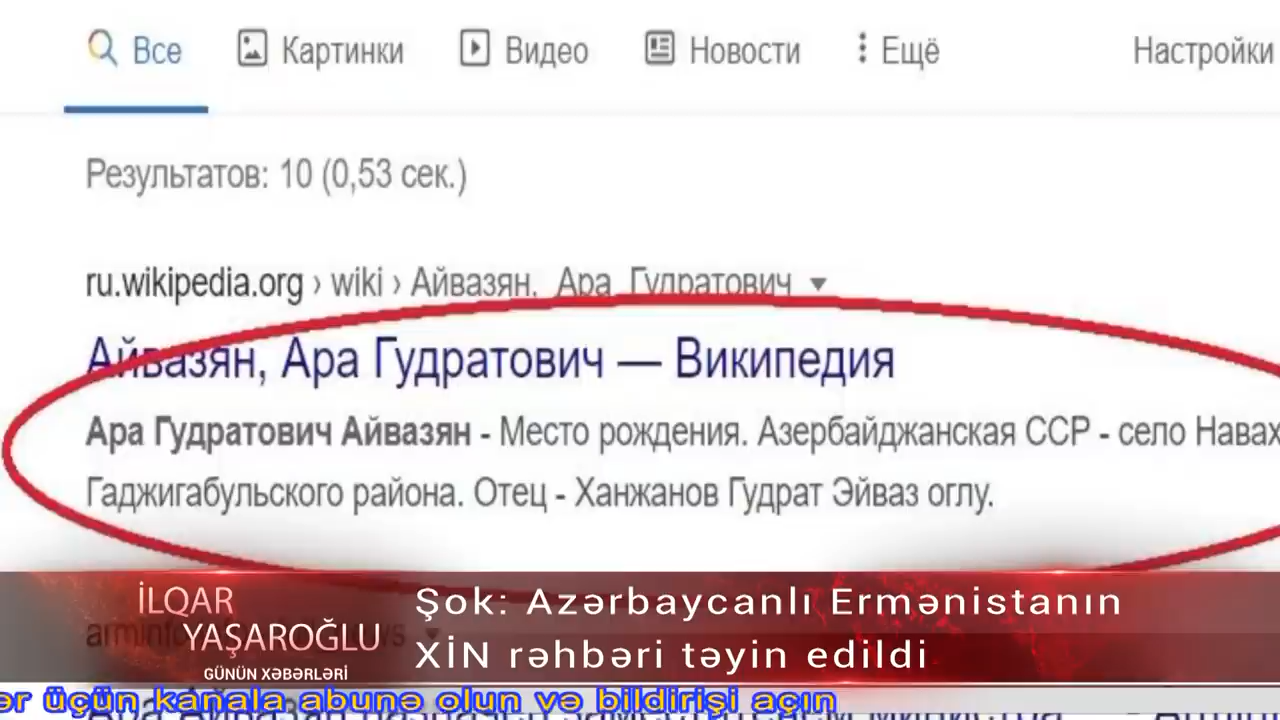 Все Картинки Видео Новости Ещё Настройки
Результатов: 10 (0,53 сек.)
ru.wikipedia.org › wiki › Айвазян,_Ара_Гудратович
Айвазян, Ара Гудратович — Википедия
Ара Гудратович Айвазян - Место рождения. Азербайджанская ССР - село Навах
Гаджигабульского района. Отец - Ханжанов Гудрат Эйваз оглу.
İLQAR
YAŞAROĞLU
GÜNÜN XƏBƏRLƏRİ
Şok: Azərbaycanlı Ermənistanın
XİN rəhbəri təyin edildi
ər üçün kanala abunə olun və bildirişi açın